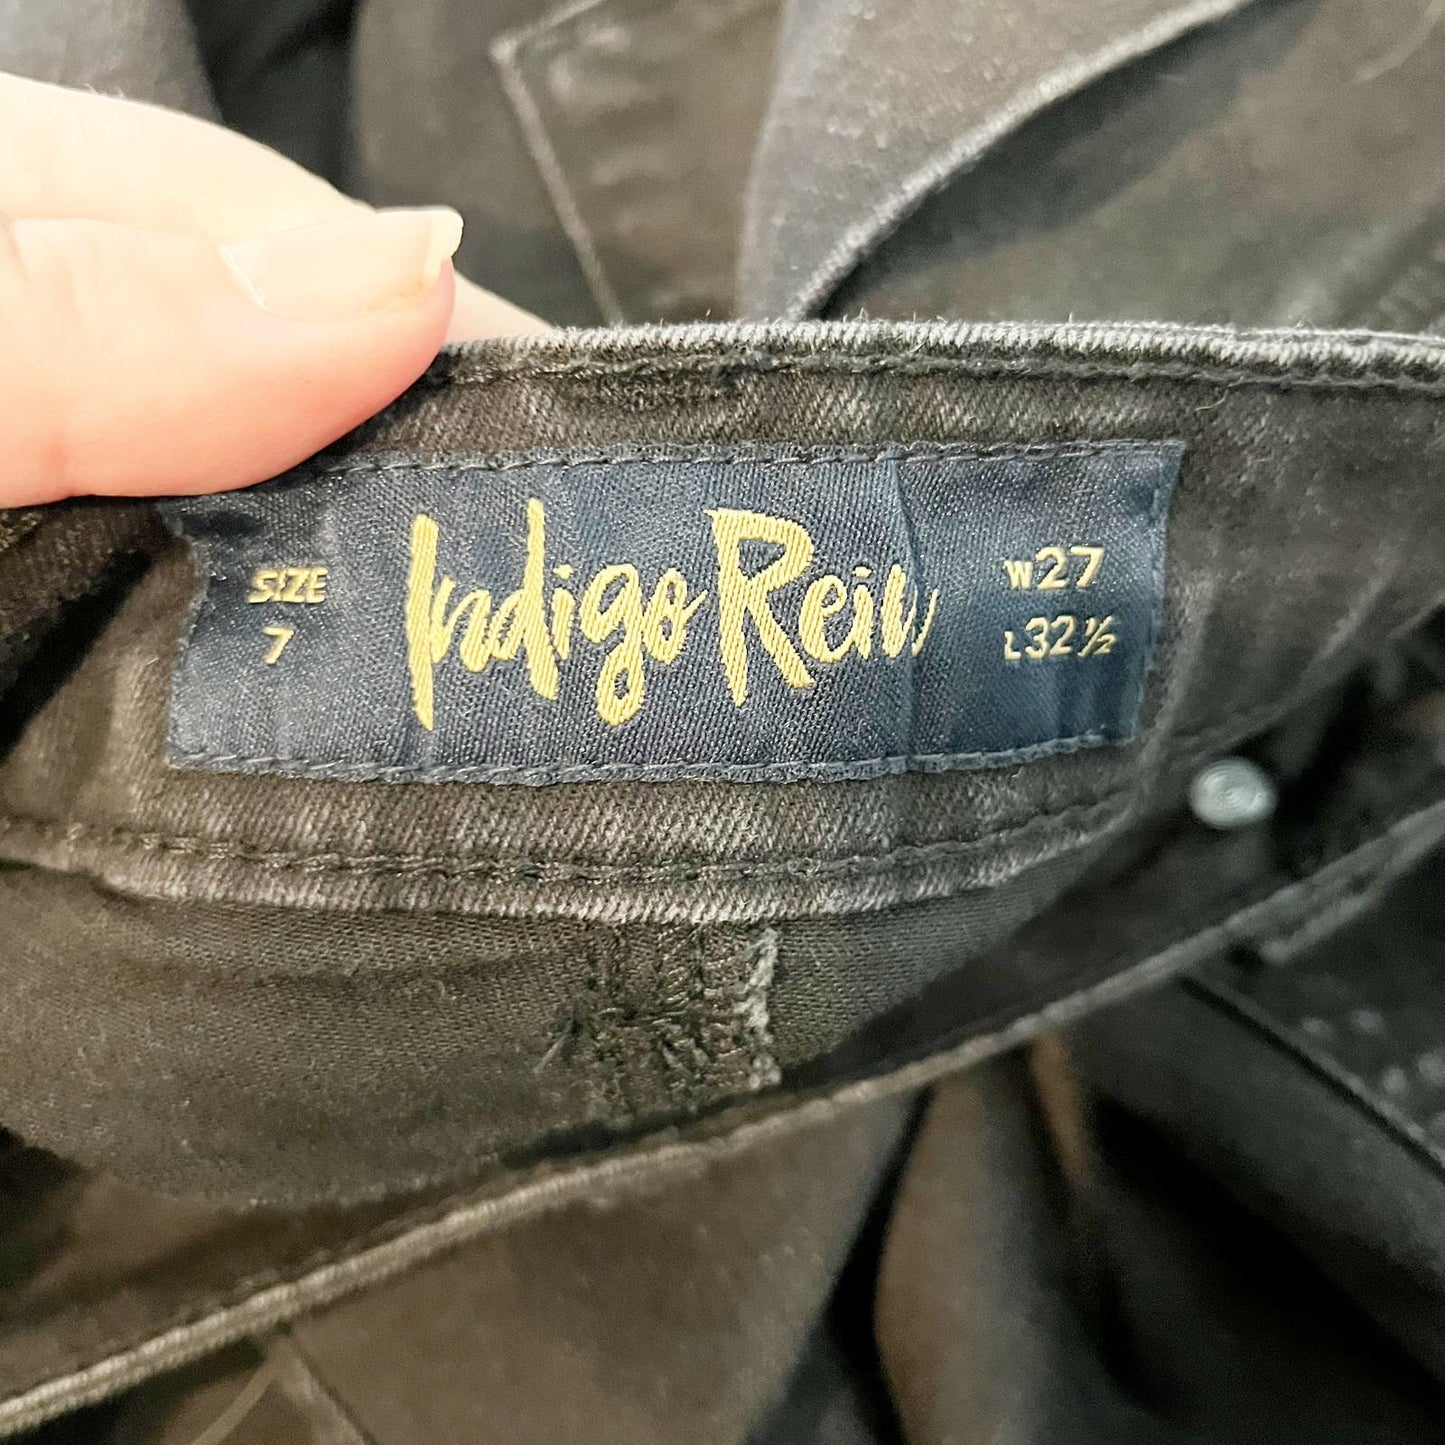 SIZE
7
Indigo Rein
W27
L32½